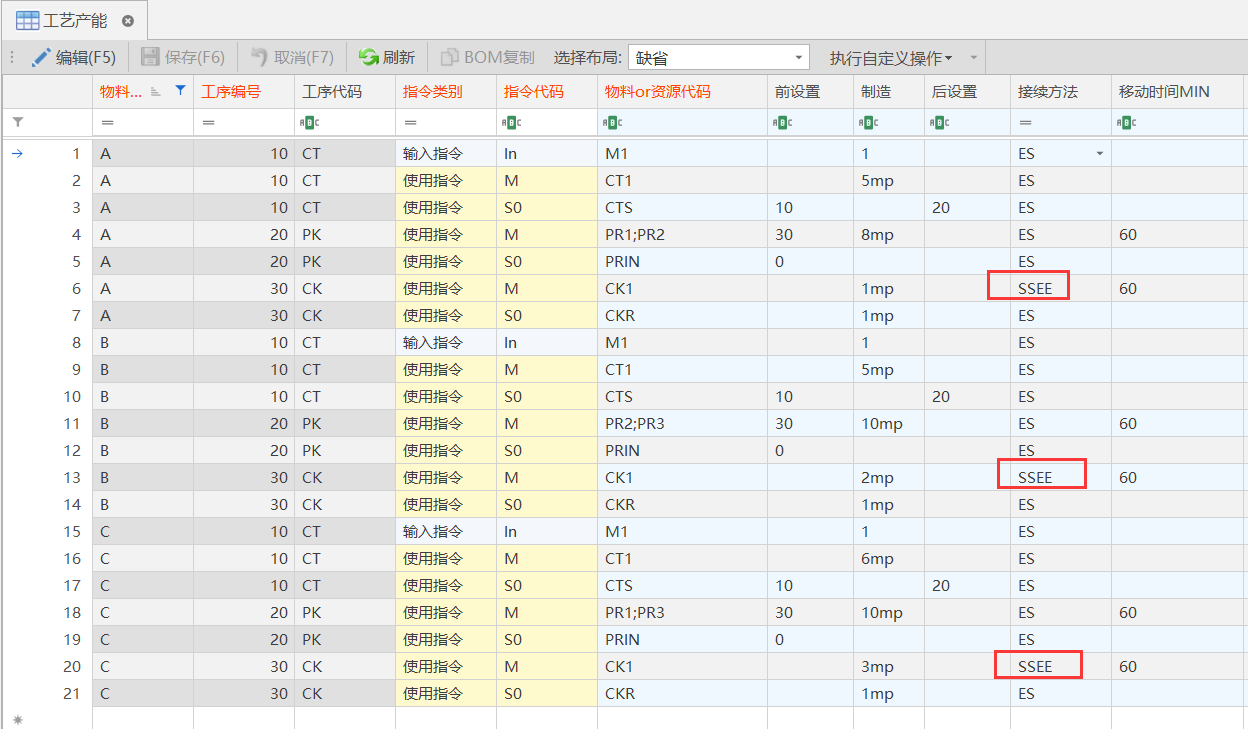 工艺产能
编辑(F5) 保存(F6) 取消(F7) 刷新 BOM复制 选择布局: 缺省 执行自定义操作
物料... 工序编号 工序代码 指令类别 指令代码 物料or资源代码 前设置 制造 后设置 接续方法 移动时间MIN
= = ABC = ABC ABC ABC ABC ABC = ABC
1 A 10 CT 输入指令 In M1 1 ES
2 A 10 CT 使用指令 M CT1 5mp ES
3 A 10 CT 使用指令 S0 CTS 10 20 ES
4 A 20 PK 使用指令 M PR1;PR2 30 8mp ES 60
5 A 20 PK 使用指令 S0 PRIN 0 ES
6 A 30 CK 使用指令 M CK1 1mp SSEE 60
7 A 30 CK 使用指令 S0 CKR 1mp ES
8 B 10 CT 输入指令 In M1 1 ES
9 B 10 CT 使用指令 M CT1 5mp ES
10 B 10 CT 使用指令 S0 CTS 10 20 ES
11 B 20 PK 使用指令 M PR2;PR3 30 10mp ES 60
12 B 20 PK 使用指令 S0 PRIN 0 ES
13 B 30 CK 使用指令 M CK1 2mp SSEE 60
14 B 30 CK 使用指令 S0 CKR 1mp ES
15 C 10 CT 输入指令 In M1 1 ES
16 C 10 CT 使用指令 M CT1 6mp ES
17 C 10 CT 使用指令 S0 CTS 10 20 ES
18 C 20 PK 使用指令 M PR1;PR3 30 10mp ES 60
19 C 20 PK 使用指令 S0 PRIN 0 ES
20 C 30 CK 使用指令 M CK1 3mp SSEE 60
21 C 30 CK 使用指令 S0 CKR 1mp ES